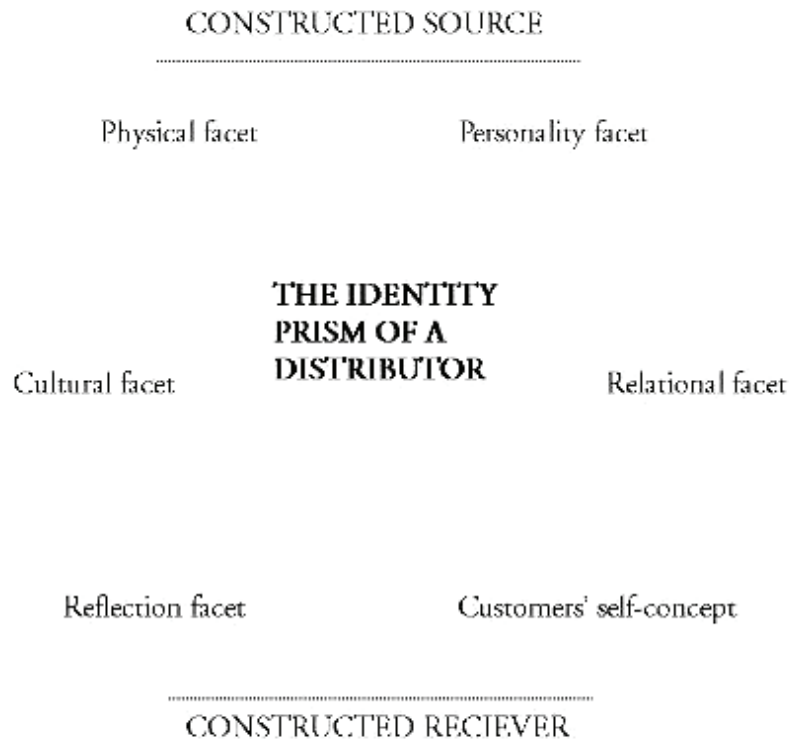 CONSTRUCTED SOURCE
Physical facet Personality facet
THE IDENTITY
PRISM OF A
DISTRIBUTOR
Cultural facet Relational facet
Reflection facet Customers' self-concept
CONSTRUCTED RECIEVER